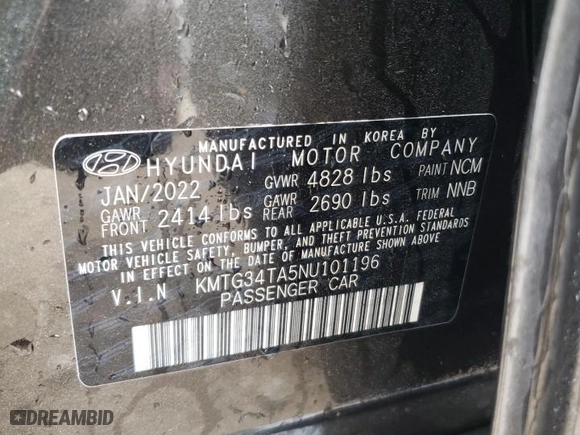 MANUFACTURED IN KOREA BY
HYUNDAI MOTOR COMPANY
JAN/2022 GVWR 4828 lbs PAINT NCM
GAWR FRONT 2414 lbs GAWR REAR 2690 lbs TRIM NNB
THIS VEHICLE CONFORMS TO ALL APPLICABLE U.S.A. FEDERAL
MOTOR VEHICLE SAFETY, BUMPER, AND THEFT PREVENTION STANDARDS
IN EFFECT ON THE DATE OF MANUFACTURE SHOWN ABOVE
V.I.N KMTG34TA5NU101196
PASSENGER CAR
DREAMBID